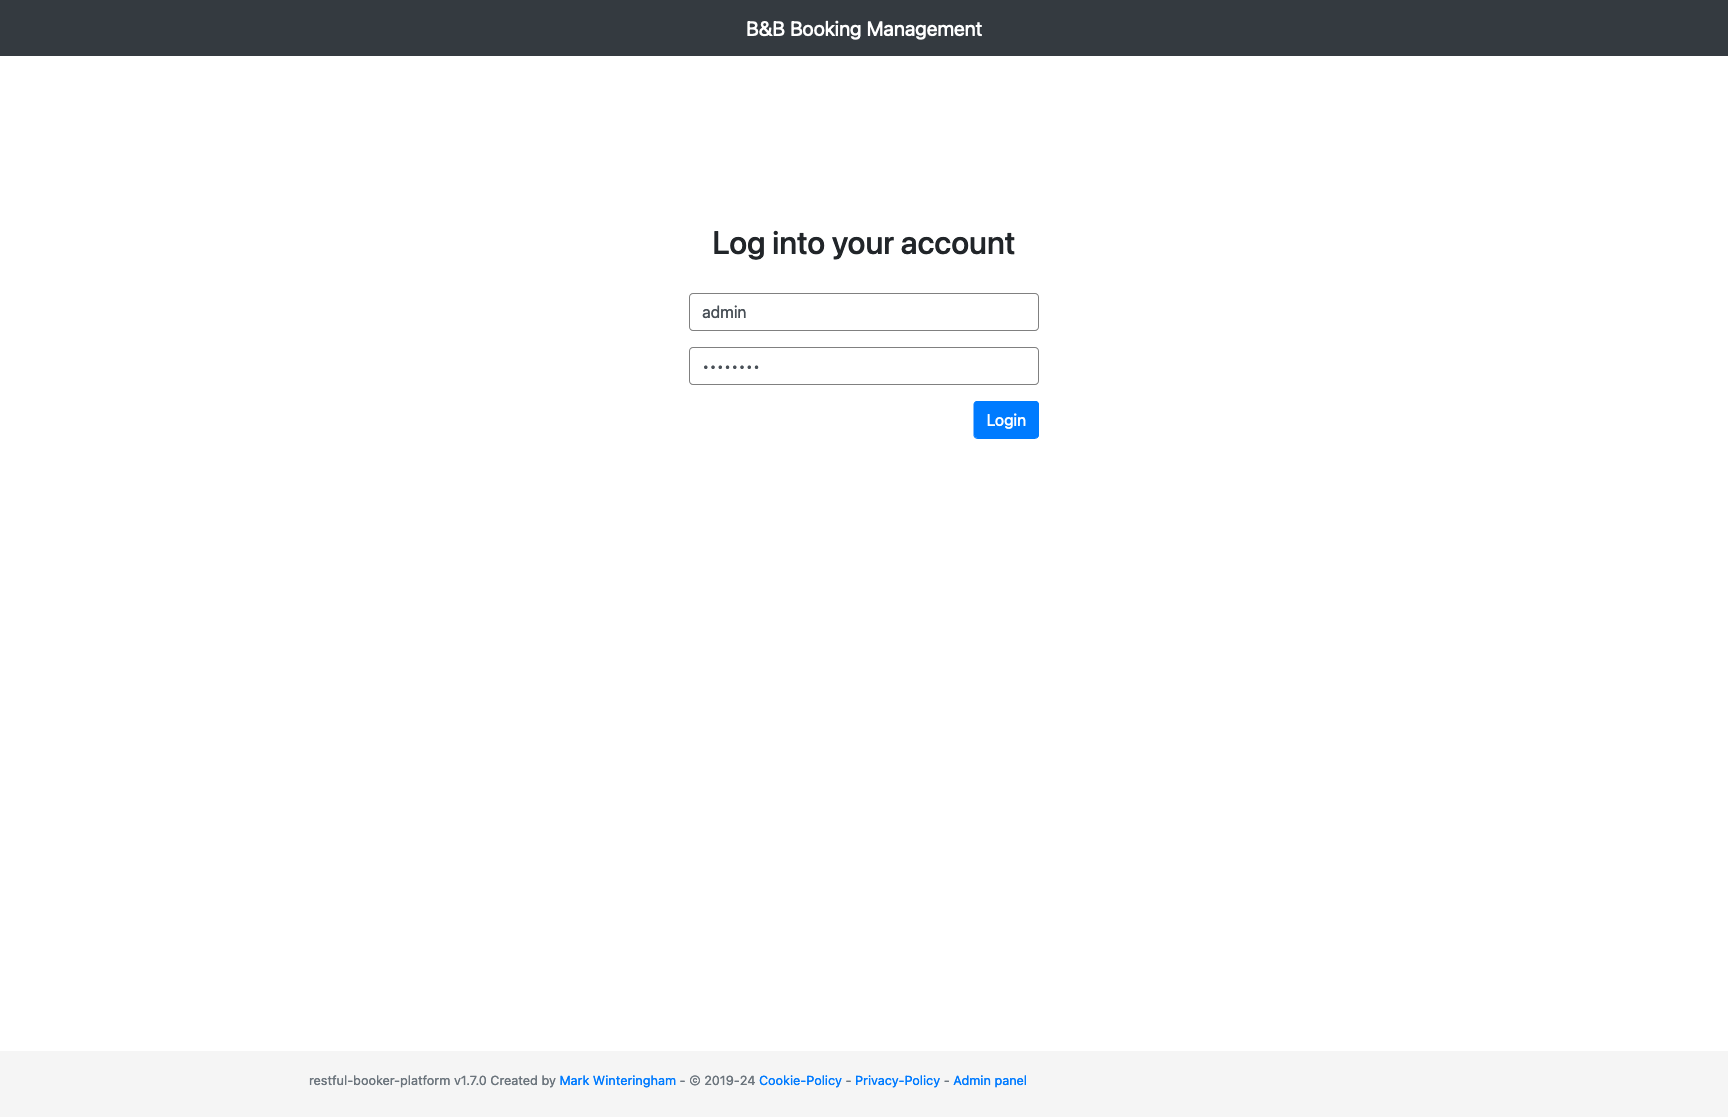 B&B Booking Management
Log into your account
admin
••••••••
Login
restful-booker-platform v1.7.0 Created by Mark Winteringham - © 2019-24 Cookie-Policy - Privacy-Policy - Admin panel